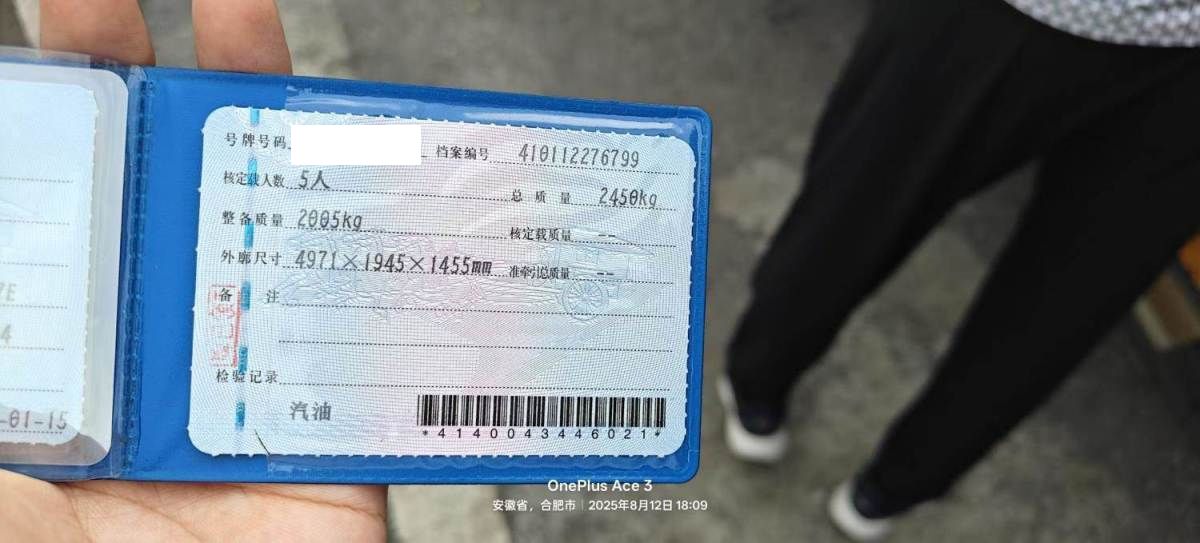 号牌号码 档案编号 410112276799
核定载人数 5人 总质量 2450kg
整备质量 2005kg 核定载质量 --
外廓尺寸 4971×1945×1455mm 准牵引总质量 --
备注
检验记录
汽油
*4140043446021*
7E
4
-01-15
OnePlus Ace 3
安徽省，合肥市 | 2025年8月12日 18:09